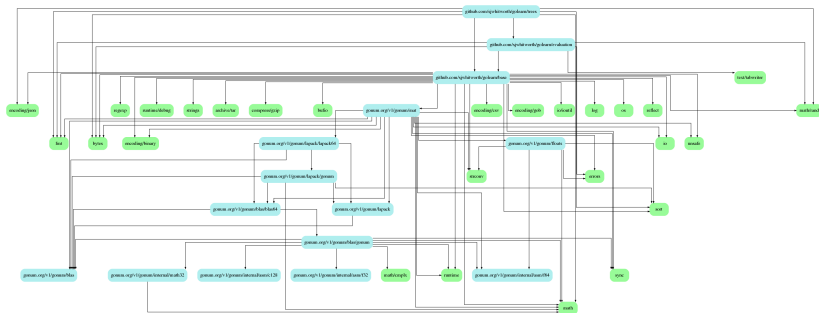 github.com/sjwhitworth/golearn/trees
github.com/sjwhitworth/golearn/evaluation
github.com/sjwhitworth/golearn/base
text/tabwriter
encoding/json
regexp
runtime/debug
strings
archive/tar
compress/gzip
bufio
gonum.org/v1/gonum/mat
encoding/csv
encoding/gob
io/ioutil
log
os
reflect
math/rand
fmt
bytes
encoding/binary
gonum.org/v1/gonum/lapack/lapack64
gonum.org/v1/gonum/floats
io
unsafe
gonum.org/v1/gonum/lapack/gonum
strconv
errors
gonum.org/v1/gonum/blas/blas64
gonum.org/v1/gonum/lapack
sort
gonum.org/v1/gonum/blas/gonum
gonum.org/v1/gonum/blas
gonum.org/v1/gonum/internal/math32
gonum.org/v1/gonum/internal/asm/c128
gonum.org/v1/gonum/internal/asm/f32
math/cmplx
runtime
gonum.org/v1/gonum/internal/asm/f64
sync
math